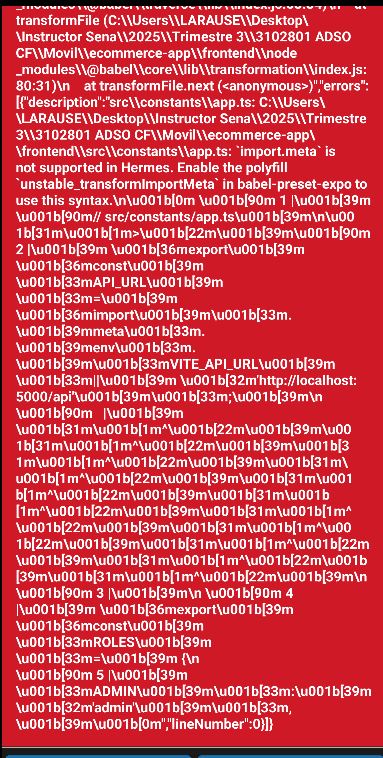 _modules\\@babel\\traverse\\lib\\index.js:80:34)\n    at
transformFile (C:\\Users\\LARAUSE\\Desktop\
\Instructor Sena\\2025\\Trimestre 3\\3102801 ADSO
CF\\Movil\\ecommerce-app\\frontend\\node
_modules\\@babel\\core\\lib\\transformation\\index.js:
80:31)\n    at transformFile.next (<anonymous>)","errors":
[{"description":"src\\constants\\app.ts: C:\\Users\
\LARAUSE\\Desktop\\Instructor Sena\\2025\\Trimestre
3\\3102801 ADSO CF\\Movil\\ecommerce-app\
\frontend\\src\\constants\\app.ts: `import.meta` is
not supported in Hermes. Enable the polyfill
`unstable_transformImportMeta` in babel-preset-expo to
use this syntax.\n\u001b[0m \u001b[90m 1 |\u001b[39m
\u001b[90m// src/constants/app.ts\u001b[39m\n\u00
1b[31m\u001b[1m>\u001b[22m\u001b[39m\u001b[90m
2 |\u001b[39m \u001b[36mexport\u001b[39m
\u001b[36mconst\u001b[39m
\u001b[33mAPI_URL\u001b[39m
\u001b[33m=\u001b[39m
\u001b[36mimport\u001b[39m\u001b[33m.
\u001b[39mmeta\u001b[33m.
\u001b[39menv\u001b[33m.
\u001b[39m\u001b[33mVITE_API_URL\u001b[39m
\u001b[33m||\u001b[39m \u001b[32m'http://localhost:
5000/api'\u001b[39m\u001b[33m;\u001b[39m\n
\u001b[90m   |\u001b[39m
\u001b[31m\u001b[1m^\u001b[22m\u001b[39m\u00
1b[31m\u001b[1m^\u001b[22m\u001b[39m\u001b[3
1m\u001b[1m^\u001b[22m\u001b[39m\u001b[31m\
u001b[1m^\u001b[22m\u001b[39m\u001b[31m\u001
b[1m^\u001b[22m\u001b[39m\u001b[31m\u001b
[1m^\u001b[22m\u001b[39m\u001b[31m\u001b[1m^
\u001b[22m\u001b[39m\u001b[31m\u001b[1m^\u00
1b[22m\u001b[39m\u001b[31m\u001b[1m^\u001b[22m
\u001b[39m\u001b[31m\u001b[1m^\u001b[22m\u001b
[39m\u001b[31m\u001b[1m^\u001b[22m\u001b[39m\n
\u001b[90m 3 |\u001b[39m\n \u001b[90m 4
|\u001b[39m \u001b[36mexport\u001b[39m
\u001b[36mconst\u001b[39m
\u001b[33mROLES\u001b[39m
\u001b[33m=\u001b[39m {\n
\u001b[90m 5 |\u001b[39m
\u001b[33mADMIN\u001b[39m\u001b[33m:\u001b[39m
\u001b[32m'admin'\u001b[39m\u001b[33m,
\u001b[39m\u001b[0m","lineNumber":0}]}